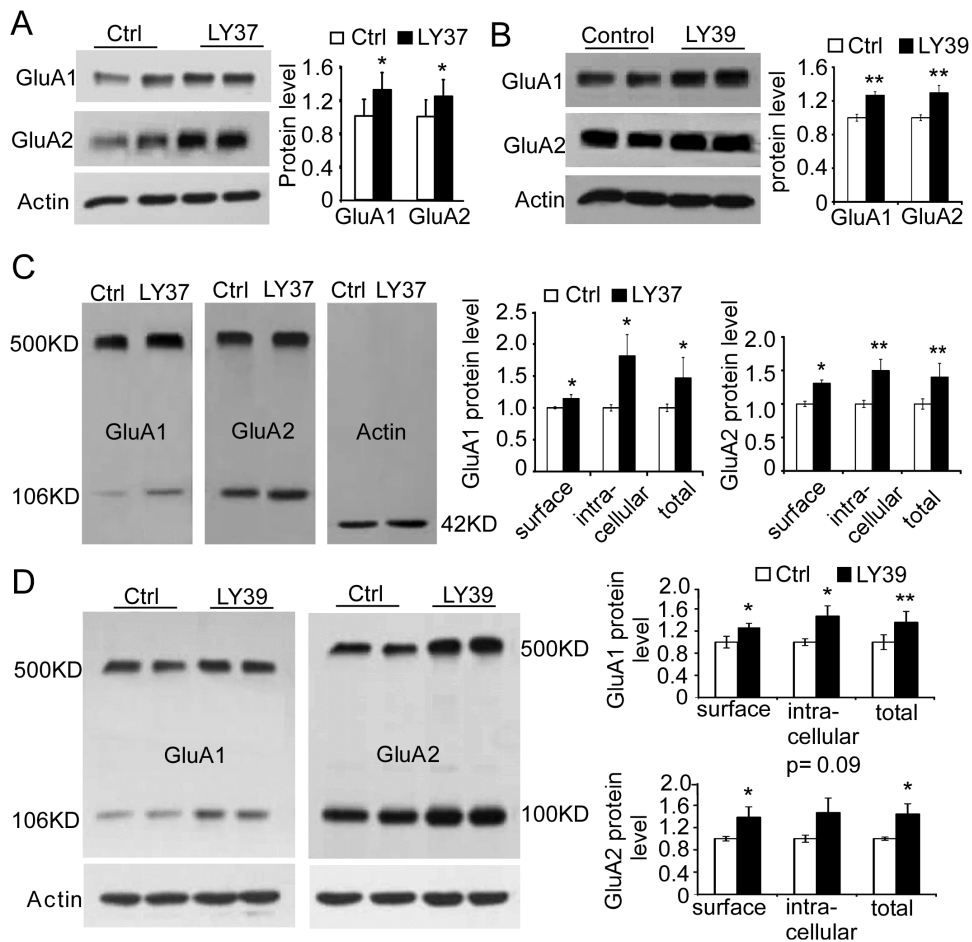 A
Ctrl LY37
GluA1
GluA2
Actin
Ctrl LY37
Protein level
1.6
1.2
0.8
0.4
0
* *
GluA1 GluA2
B
Control LY39
GluA1
GluA2
Actin
Ctrl LY39
protein level
1.6
1.2
0.8
0.4
0
** **
GluA1 GluA2
C
Ctrl LY37 Ctrl LY37 Ctrl LY37
500KD
GluA1 GluA2 Actin
106KD
42KD
Ctrl LY37
GluA1 protein level
2.5
2.0
1.5
1.0
0.5
0
* * *
surface intra-cellular total
GluA2 protein level
2.0
1.5
1.0
0.5
0
* ** **
surface intra-cellular total
D
Ctrl LY39
500KD
GluA1
106KD
Actin
Ctrl LY39
500KD
GluA2
100KD
Ctrl LY39
GluA1 protein
level
2.0
1.6
1.2
0.8
0.4
0
* * **
surface intra- total
cellular
p= 0.09
GluA2 protein
level
2.0
1.6
1.2
0.8
0.4
0
* *
surface intra- total
cellular